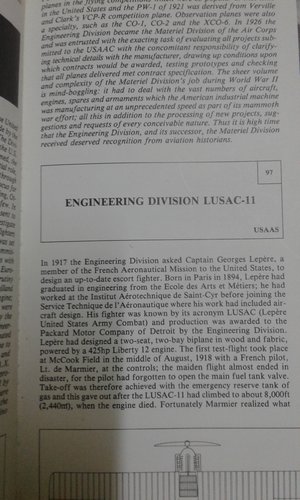 planes in the flying competitions
in the United States and the PW-1 of 1921 was derived from Verville
and Clark's VCP-R competition plane. Observation planes were also
a specialty, such as the CO-1, CO-2 and the XCO-6. In 1926 the
Engineering Division became the Materiel Division of the Air Corps
and was entrusted with the exacting task of evaluating all projects sub-
mitted to the USAAC with the concomitant responsibility of clarify-
ing technical details with the manufacturer, drawing up conditions upon
which contracts would be awarded, testing prototypes and checking
that all planes delivered met contract specification. The sheer volume
and complexity of the Materiel Division's job during World War II
is mind-boggling: it had to deal with the vast numbers of aircraft,
engines, spares and armaments which the American industrial machine
was manufacturing at an unprecedented speed as part of its mammoth
war effort; all this in addition to the processing of new projects, sug-
gestions and requests of every conceivable nature. Thus it is high time
that the Engineering Division, and its successor, the Materiel Division
received deserved recognition from aviation historians.
97
ENGINEERING DIVISION LUSAC-11
USAAS
In 1917 the Engineering Division asked Captain Georges Lepère, a
member of the French Aeronautical Mission to the United States, to
design an up-to-date escort fighter. Born in Paris in 1894, Lepère had
graduated in engineering from the Ecole des Arts et Métiers; he had
worked at the Institut Aérotechnique de Saint-Cyr before joining the
Service Technique de l'Aéronautique where his work had included air-
craft design. His fighter was known by its acronym LUSAC (Lepère
United States Army Combat) and production was awarded to the
Packard Motor Company of Detroit by the Engineering Division.
Lepère had designed a two-seat, two-bay biplane in wood and fabric,
powered by a 425hp Liberty 12 engine. The first test-flight took place
at McCook Field in the middle of August, 1918 with a French pilot,
Lt. de Marmier, at the controls; the maiden flight almost ended in
disaster, for the pilot had forgotten to open the main fuel tank valve.
Take-off was therefore achieved with the emergency reserve tank of
gas and this gave out after the LUSAC-11 had climbed to about 8,000ft
(2,440m), when the engine died. Fortunately Marmier realized what